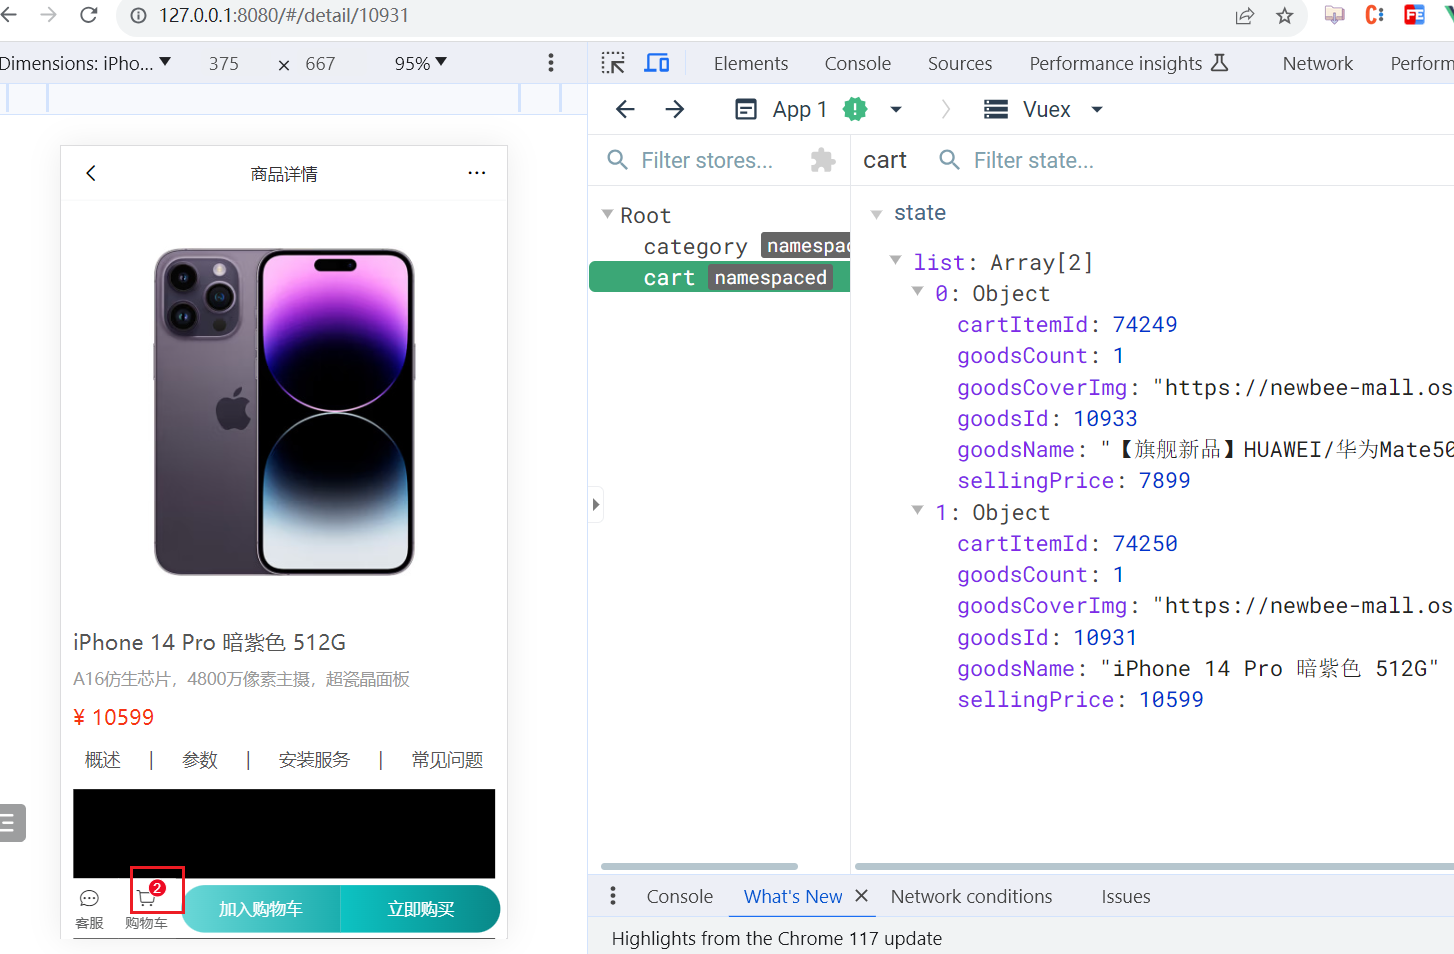 127.0.0.1:8080/#/detail/10931
Dimensions: iPho... 375 × 667 95%
Elements Console Sources Performance insights Network Perform
App 1 Vuex
Filter stores... cart Filter state...
Root
category namespac
cart namespaced
state
list: Array[2]
0: Object
cartItemId: 74249
goodsCount: 1
goodsCoverImg: "https://newbee-mall.os
goodsId: 10933
goodsName: "【旗舰新品】HUAWEI/华为Mate50
sellingPrice: 7899
1: Object
cartItemId: 74250
goodsCount: 1
goodsCoverImg: "https://newbee-mall.os
goodsId: 10931
goodsName: "iPhone 14 Pro 暗紫色 512G"
sellingPrice: 10599
商品详情
iPhone 14 Pro 暗紫色 512G
A16仿生芯片，4800万像素主摄，超瓷晶面板
¥ 10599
概述 | 参数 | 安装服务 | 常见问题
2
客服 购物车 加入购物车 立即购买
Console What's New Network conditions Issues
Highlights from the Chrome 117 update